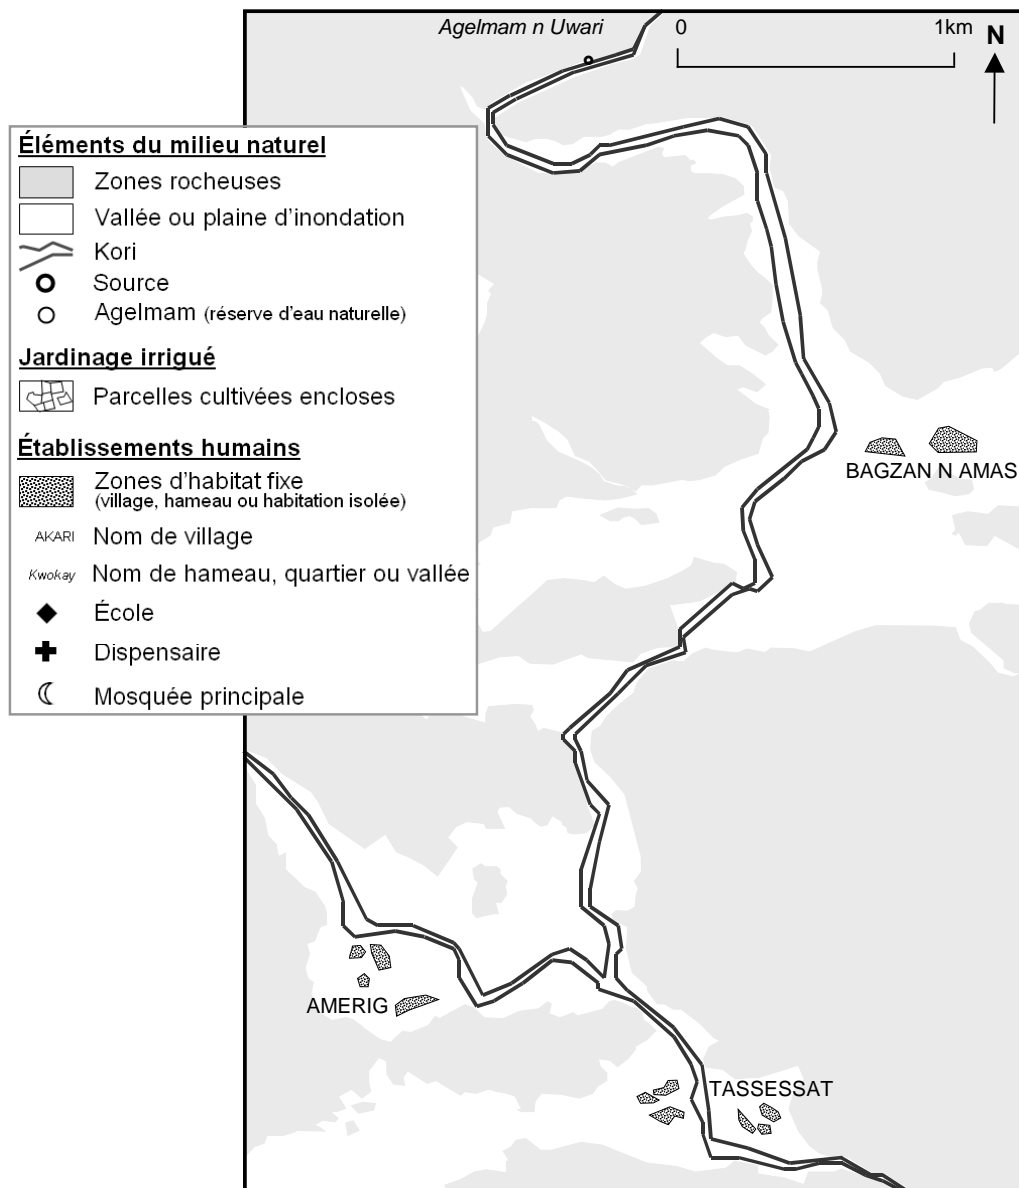 Agelmam n Uwari
0
1km
N
Éléments du milieu naturel
Zones rocheuses
Vallée ou plaine d'inondation
Kori
Source
Agelmam (réserve d'eau naturelle)
Jardinage irrigué
Parcelles cultivées encloses
Établissements humains
Zones d'habitat fixe
(village, hameau ou habitation isolée)
AKARI Nom de village
Kwokay Nom de hameau, quartier ou vallée
École
Dispensaire
Mosquée principale
BAGZAN N AMAS
AMERIG
TASSESSAT